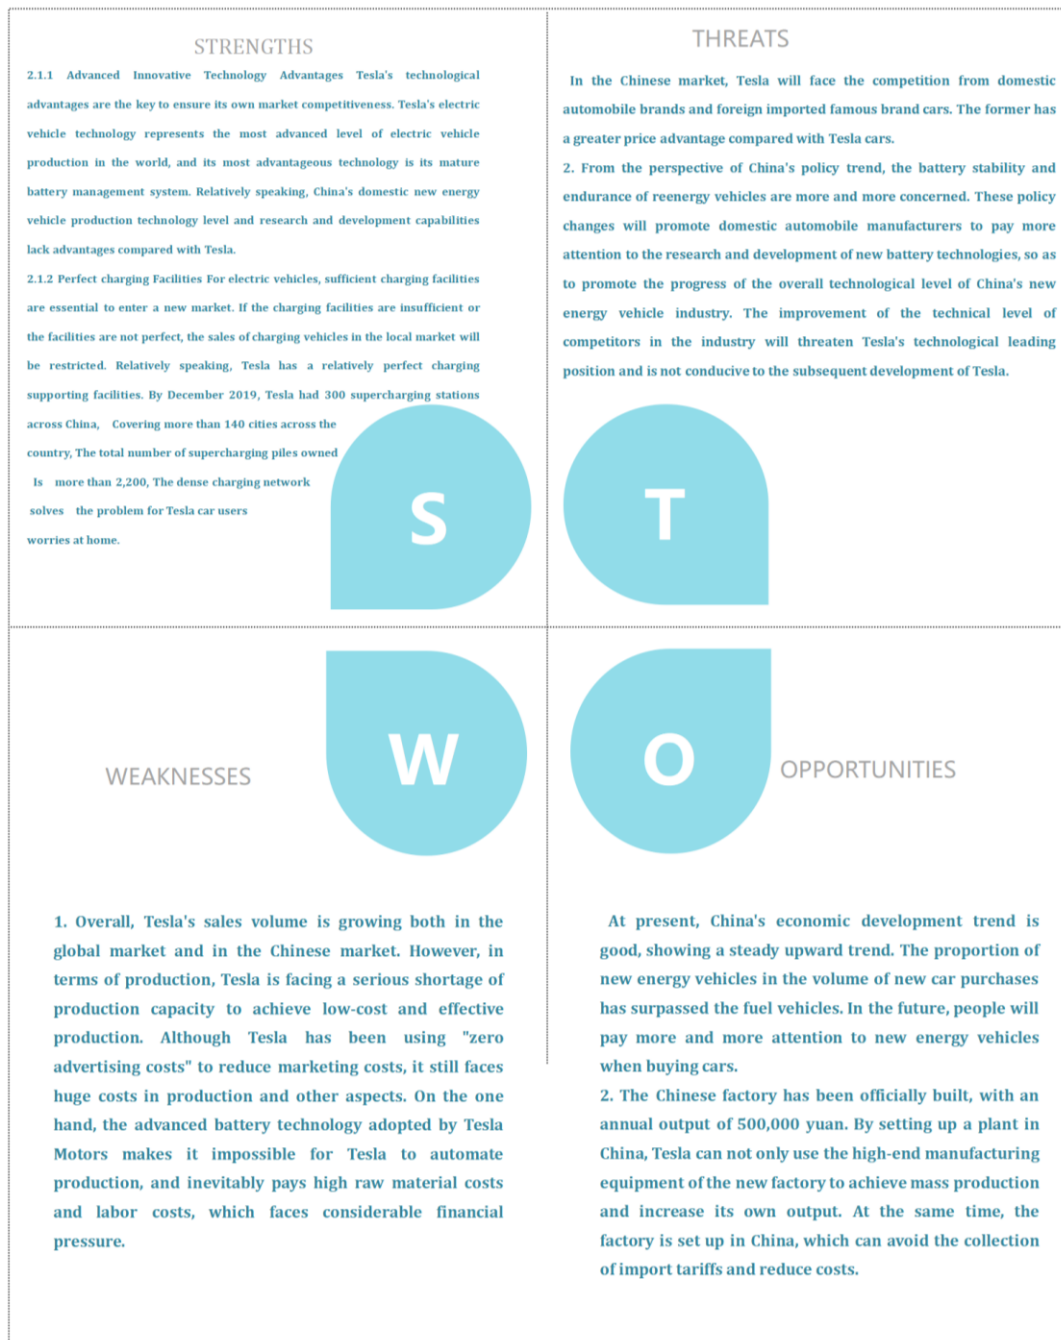 STRENGTHS
2.1.1 Advanced Innovative Technology Advantages Tesla's technological
advantages are the key to ensure its own market competitiveness. Tesla's electric
vehicle technology represents the most advanced level of electric vehicle
production in the world, and its most advantageous technology is its mature
battery management system. Relatively speaking, China's domestic new energy
vehicle production technology level and research and development capabilities
lack advantages compared with Tesla.
2.1.2 Perfect charging Facilities For electric vehicles, sufficient charging facilities
are essential to enter a new market. If the charging facilities are insufficient or
the facilities are not perfect, the sales of charging vehicles in the local market will
be restricted. Relatively speaking, Tesla has a relatively perfect charging
supporting facilities. By December 2019, Tesla had 300 supercharging stations
across China, Covering more than 140 cities across the
country, The total number of supercharging piles owned
Is more than 2,200, The dense charging network
solves the problem for Tesla car users
worries at home.
S
THREATS
In the Chinese market, Tesla will face the competition from domestic
automobile brands and foreign imported famous brand cars. The former has
a greater price advantage compared with Tesla cars.
2. From the perspective of China's policy trend, the battery stability and
endurance of reenergy vehicles are more and more concerned. These policy
changes will promote domestic automobile manufacturers to pay more
attention to the research and development of new battery technologies, so as
to promote the progress of the overall technological level of China's new
energy vehicle industry. The improvement of the technical level of
competitors in the industry will threaten Tesla's technological leading
position and is not conducive to the subsequent development of Tesla.
T
WEAKNESSES
W
1. Overall, Tesla's sales volume is growing both in the
global market and in the Chinese market. However, in
terms of production, Tesla is facing a serious shortage of
production capacity to achieve low-cost and effective
production. Although Tesla has been using "zero
advertising costs" to reduce marketing costs, it still faces
huge costs in production and other aspects. On the one
hand, the advanced battery technology adopted by Tesla
Motors makes it impossible for Tesla to automate
production, and inevitably pays high raw material costs
and labor costs, which faces considerable financial
pressure.
O
OPPORTUNITIES
At present, China's economic development trend is
good, showing a steady upward trend. The proportion of
new energy vehicles in the volume of new car purchases
has surpassed the fuel vehicles. In the future, people will
pay more and more attention to new energy vehicles
when buying cars.
2. The Chinese factory has been officially built, with an
annual output of 500,000 yuan. By setting up a plant in
China, Tesla can not only use the high-end manufacturing
equipment of the new factory to achieve mass production
and increase its own output. At the same time, the
factory is set up in China, which can avoid the collection
of import tariffs and reduce costs.